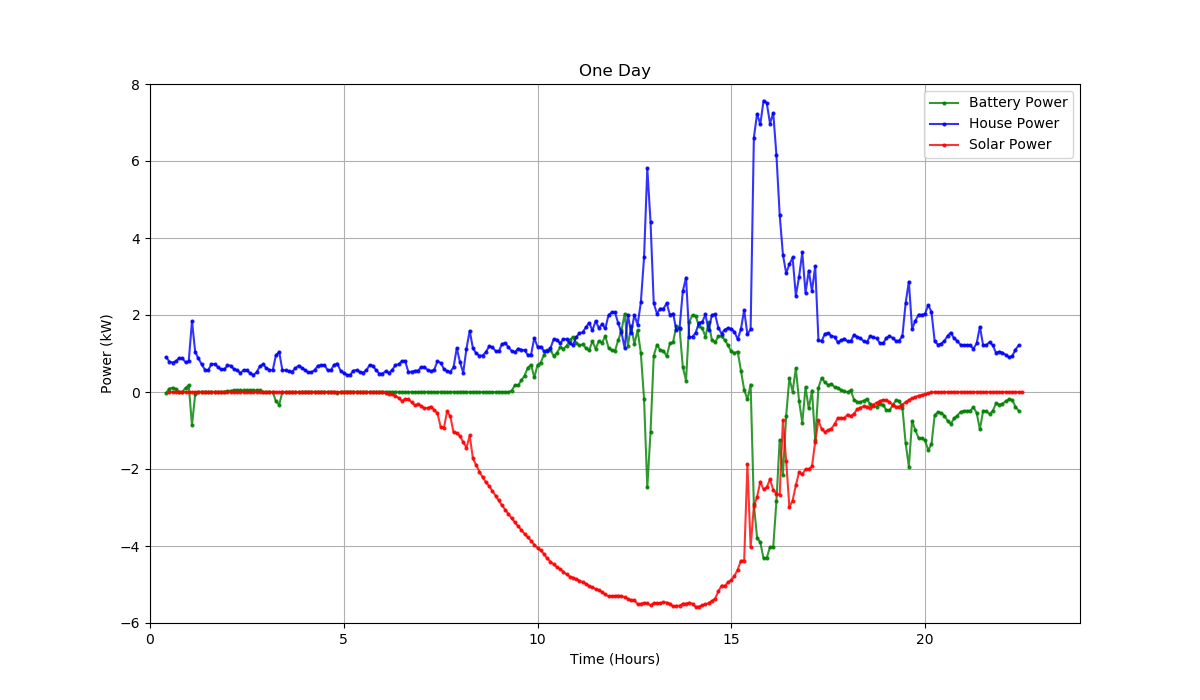 One Day
Battery Power
House Power
Solar Power
8
6
4
2
0
−2
−4
−6
Power (kW)
0 5 10 15 20
Time (Hours)